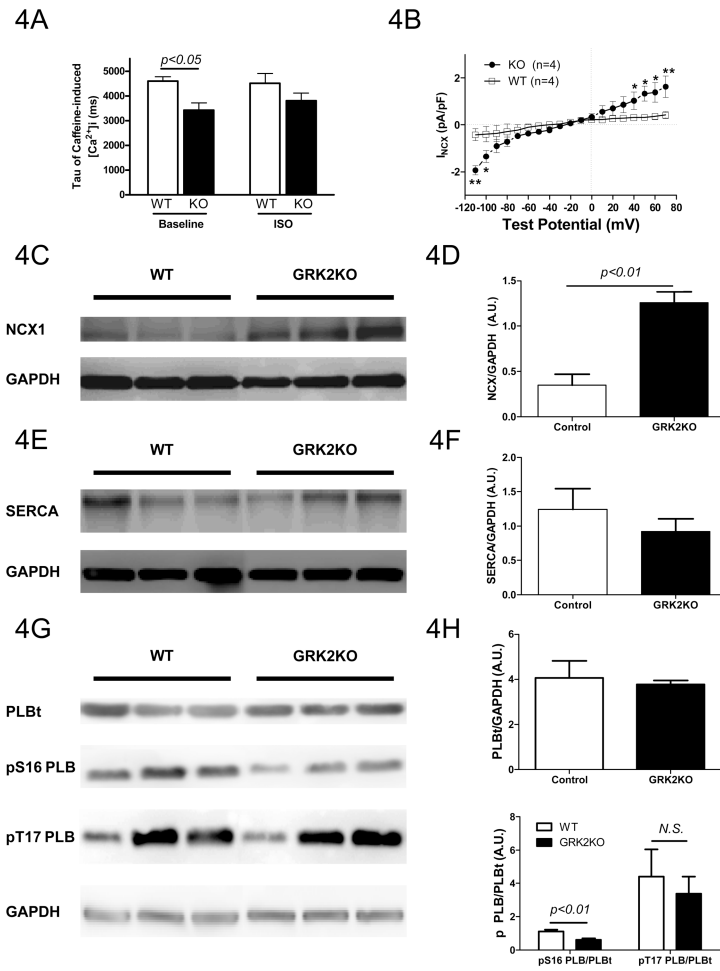 4A
Tau of Caffeine-induced
[Ca²⁺]i (ms)
p<0.05
6000
5000
4000
3000
2000
1000
0
WT KO WT KO
Baseline ISO
4B
KO (n=4)
WT (n=4)
I_NCX (pA/pF)
2
0
-2
* * * **
** *
-120 -100 -80 -60 -40 -20 0 20 40 60 80
Test Potential (mV)
4C
WT GRK2KO
NCX1
GAPDH
4D
p<0.01
NCX/GAPDH (A.U.)
1.5
1.0
0.5
0.0
Control GRK2KO
4E
WT GRK2KO
SERCA
GAPDH
4F
SERCA/GAPDH (A.U.)
2.0
1.5
1.0
0.5
0.0
Control GRK2KO
4G
WT GRK2KO
PLBt
pS16 PLB
pT17 PLB
GAPDH
4H
PLBt/GAPDH (A.U.)
6
4
2
0
Control GRK2KO
WT
GRK2KO
p PLB/PLBt (A.U.)
8
6
4
2
0
p<0.01
N.S.
pS16 PLB/PLBt pT17 PLB/PLBt